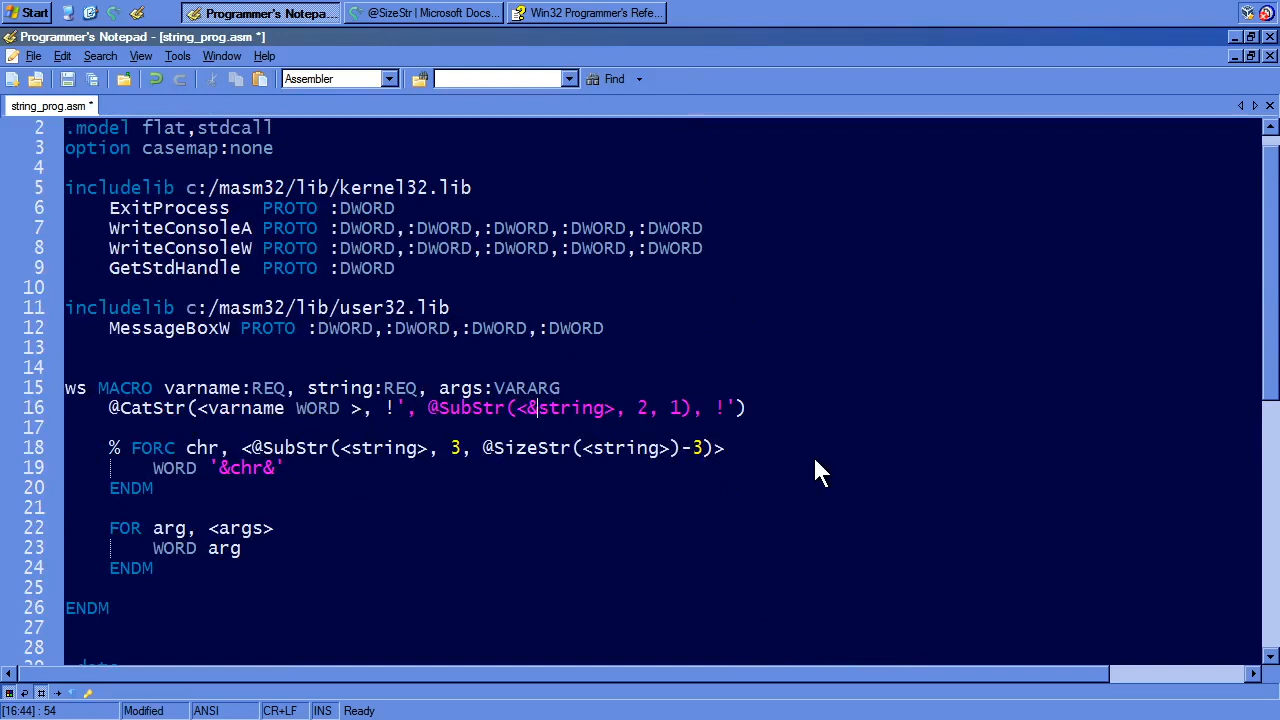 Start
Programmer's Notepa...
@SizeStr | Microsoft Docs...
Win32 Programmer's Refe...
Programmer's Notepad - [string_prog.asm *]
File Edit Search View Tools Window Help
Assembler
Find
string_prog.asm *
2 .model flat,stdcall
3 option casemap:none
4
5 includelib c:/masm32/lib/kernel32.lib
6 ExitProcess PROTO :DWORD
7 WriteConsoleA PROTO :DWORD,:DWORD,:DWORD,:DWORD,:DWORD
8 WriteConsoleW PROTO :DWORD,:DWORD,:DWORD,:DWORD,:DWORD
9 GetStdHandle PROTO :DWORD
10
11 includelib c:/masm32/lib/user32.lib
12 MessageBoxW PROTO :DWORD,:DWORD,:DWORD,:DWORD
13
14
15 ws MACRO varname:REQ, string:REQ, args:VARARG
16 @CatStr(<varname WORD >, !', @SubStr(<&string>, 2, 1), !')
17
18 % FORC chr, <@SubStr(<string>, 3, @SizeStr(<string>)-3)>
19 WORD '&chr&'
20 ENDM
21
22 FOR arg, <args>
23 WORD arg
24 ENDM
25
26 ENDM
27
28
29 .data
[16:44] : 54 Modified ANSI CR+LF INS Ready